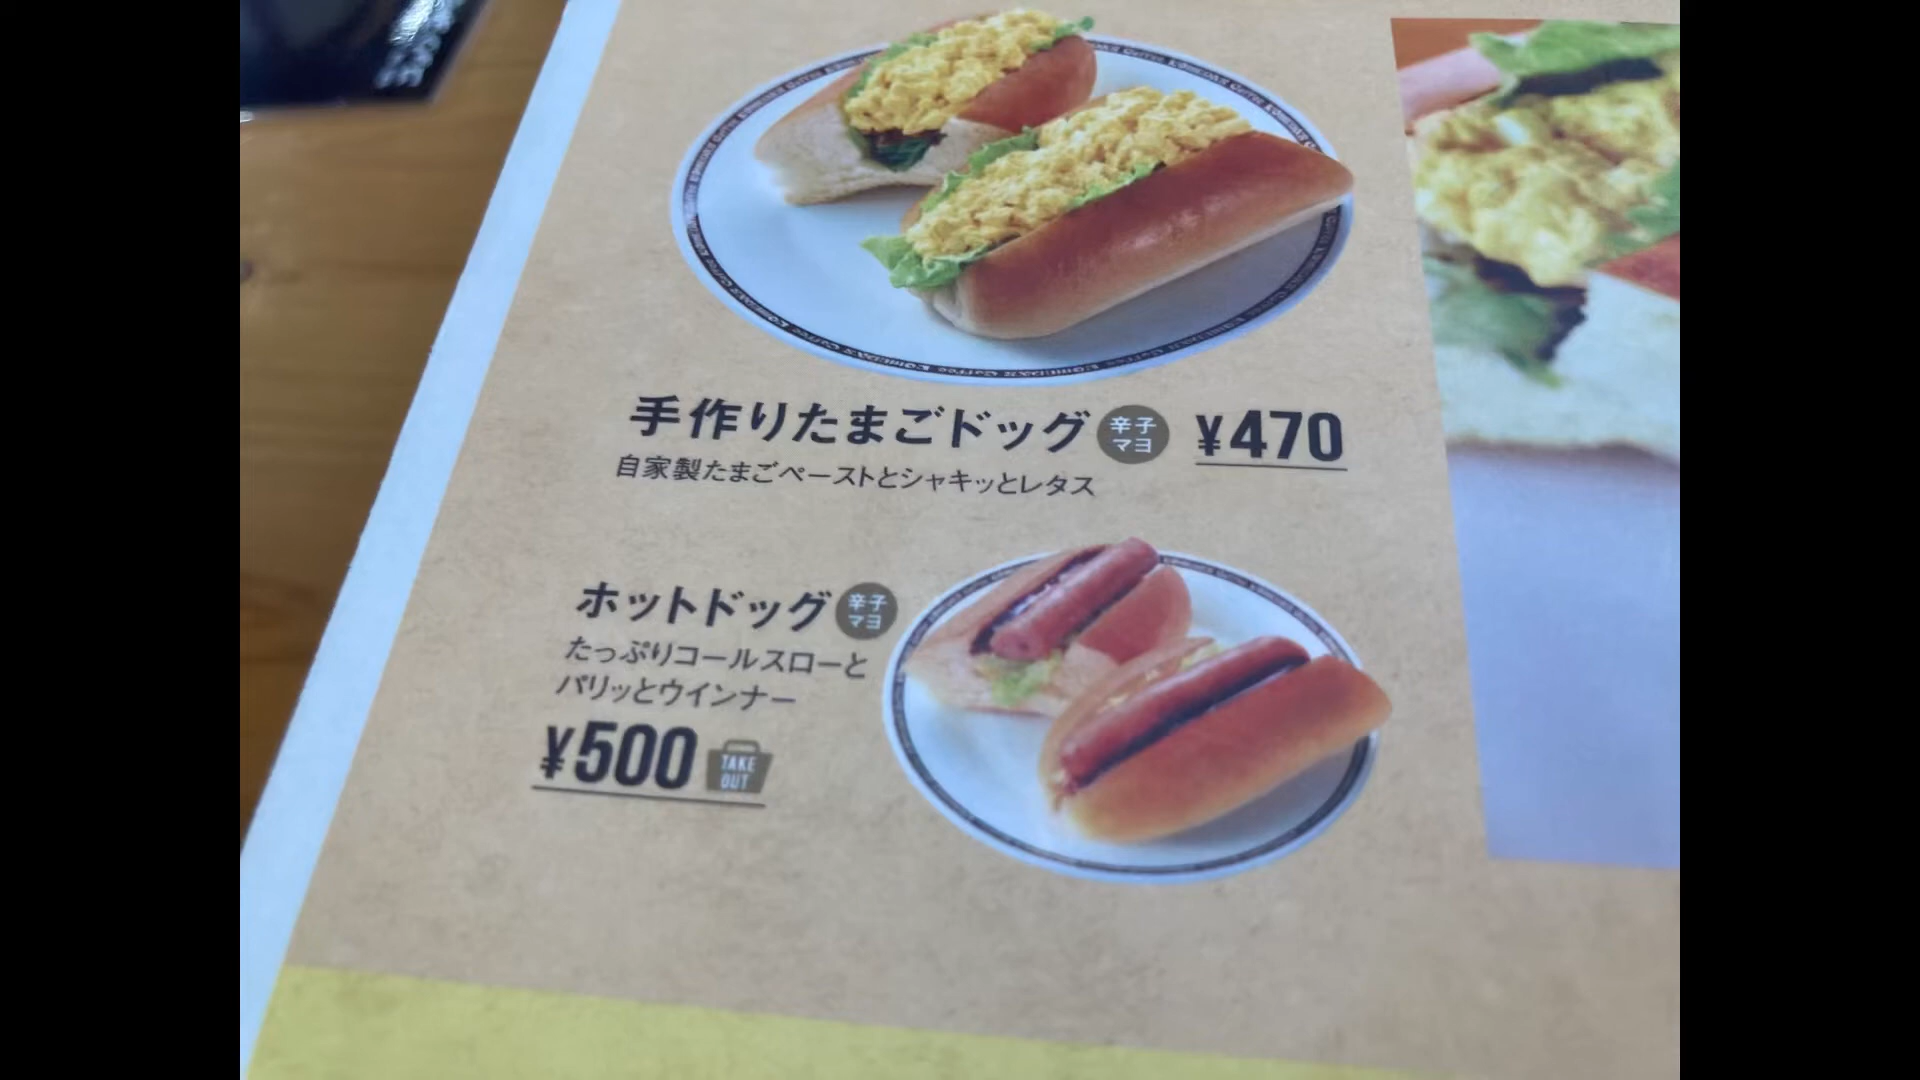 手作りたまごドッグ 辛子マヨ ¥470
自家製たまごペーストとシャキッとレタス
ホットドッグ 辛子マヨ
たっぷりコールスローと
パリッとウインナー
¥500 TAKE OUT